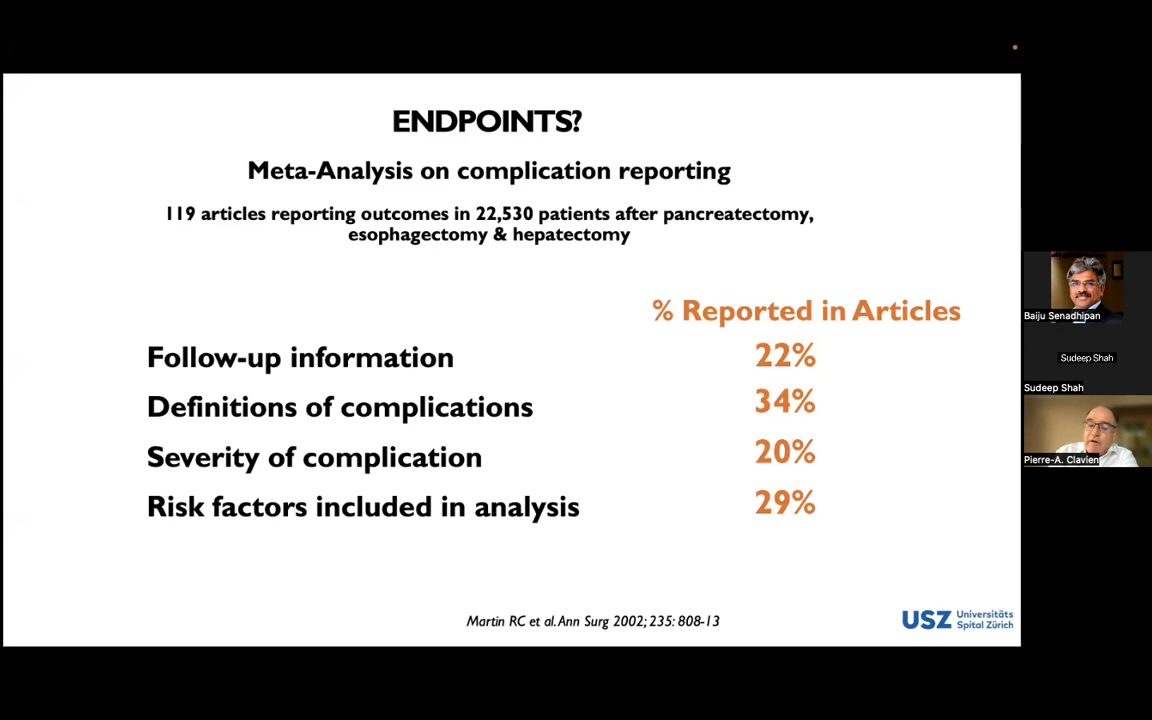 ENDPOINTS?
Meta-Analysis on complication reporting
119 articles reporting outcomes in 22,530 patients after pancreatectomy,
esophagectomy & hepatectomy
% Reported in Articles
Follow-up information 22%
Definitions of complications 34%
Severity of complication 20%
Risk factors included in analysis 29%
Martin RC et al. Ann Surg 2002; 235: 808-13
USZ Universitäts
Spital Zürich
Baiju Senadhipan
Sudeep Shah
Sudeep Shah
Pierre-A. Clavien